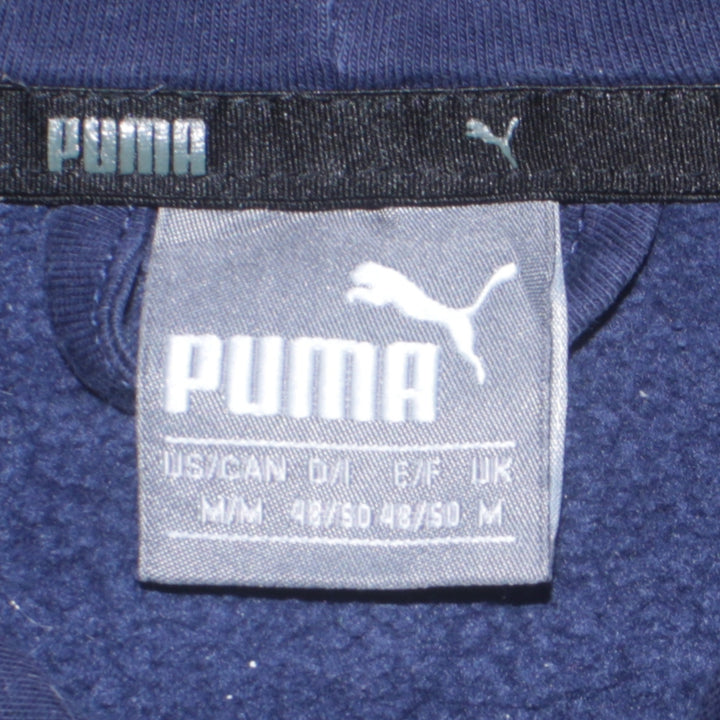 PUMA
PUMA
US/CAN D/I E/F UK
M/M 48/50 48/50 M